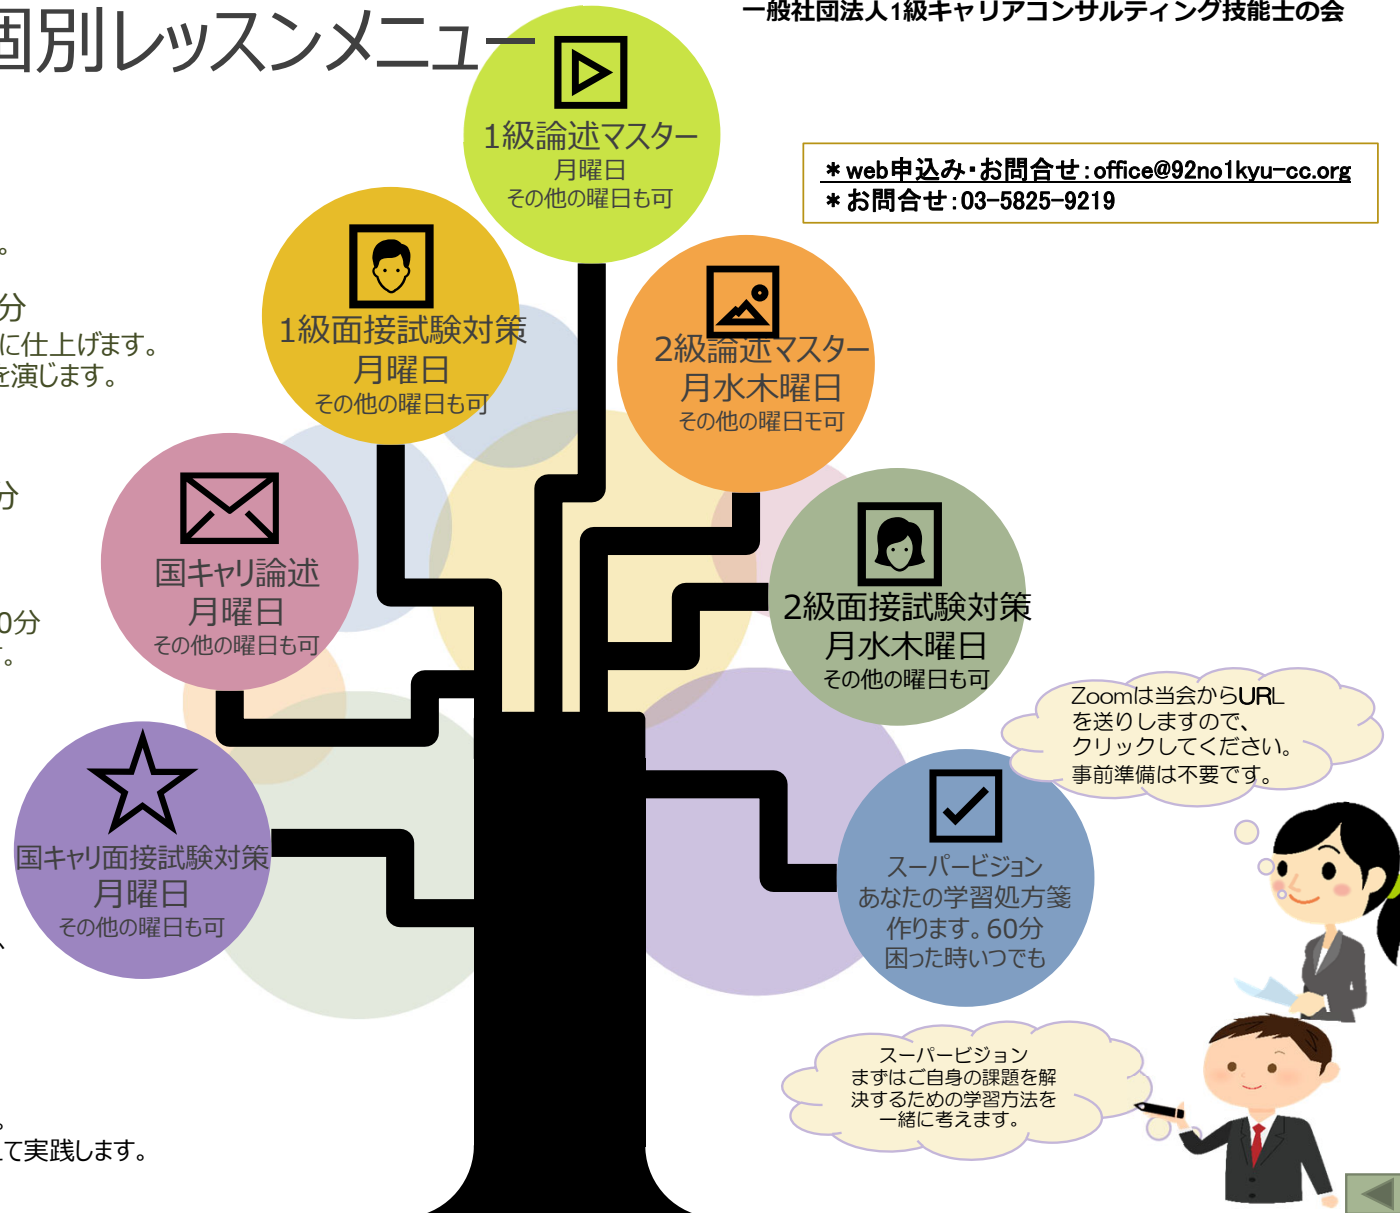 個別レッスンメニュー
一般社団法人1級キャリアコンサルティング技能士の会
＊web申込み・お問合せ：office@92no1kyu-cc.org
＊お問合せ：03-5825-9219
1級論述マスター
月曜日
その他の曜日も可
1級面接試験対策
月曜日
その他の曜日も可
2級論述マスター
月水木曜日
その他の曜日モ可
国キャリ論述
月曜日
その他の曜日も可
2級面接試験対策
月水木曜日
その他の曜日も可
国キャリ面接試験対策
月曜日
その他の曜日も可
スーパービジョン
あなたの学習処方箋
作ります。60分
困った時いつでも
Zoomは当会からURL
を送りしますので、
クリックしてください。
事前準備は不要です。
スーパービジョン
まずはご自身の課題を解
決するための学習方法を
一緒に考えます。
。
分
に仕上げます。
を演じます。
分
0分
す。
、
。
て実践します。